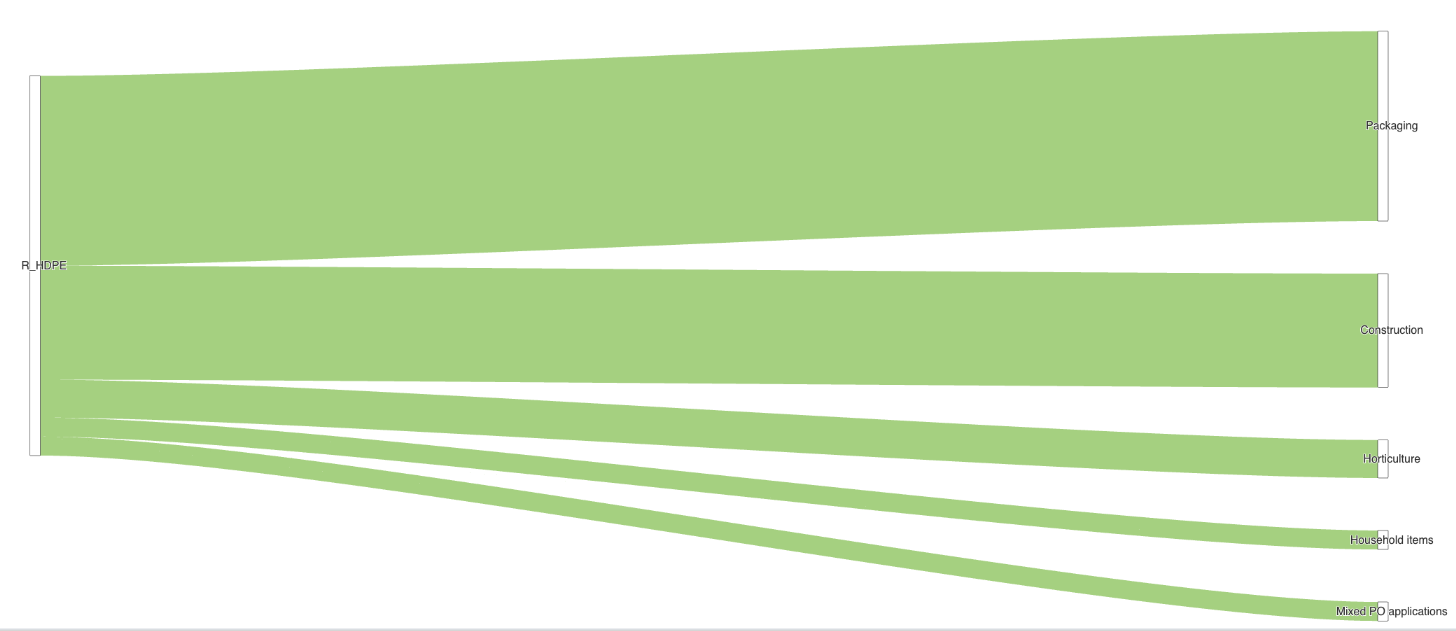 Packaging
R_HDPE
Construction
Horticulture
Household items
Mixed PO applications